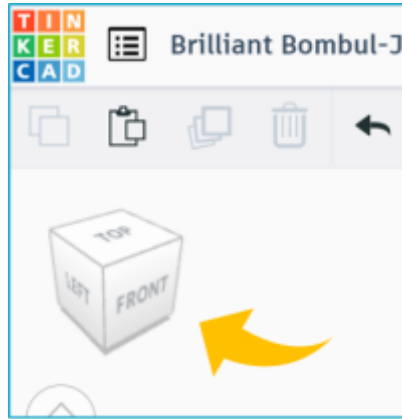 TIN
KER
CAD
Brilliant Bombul-J
TOP
LEFT
FRONT